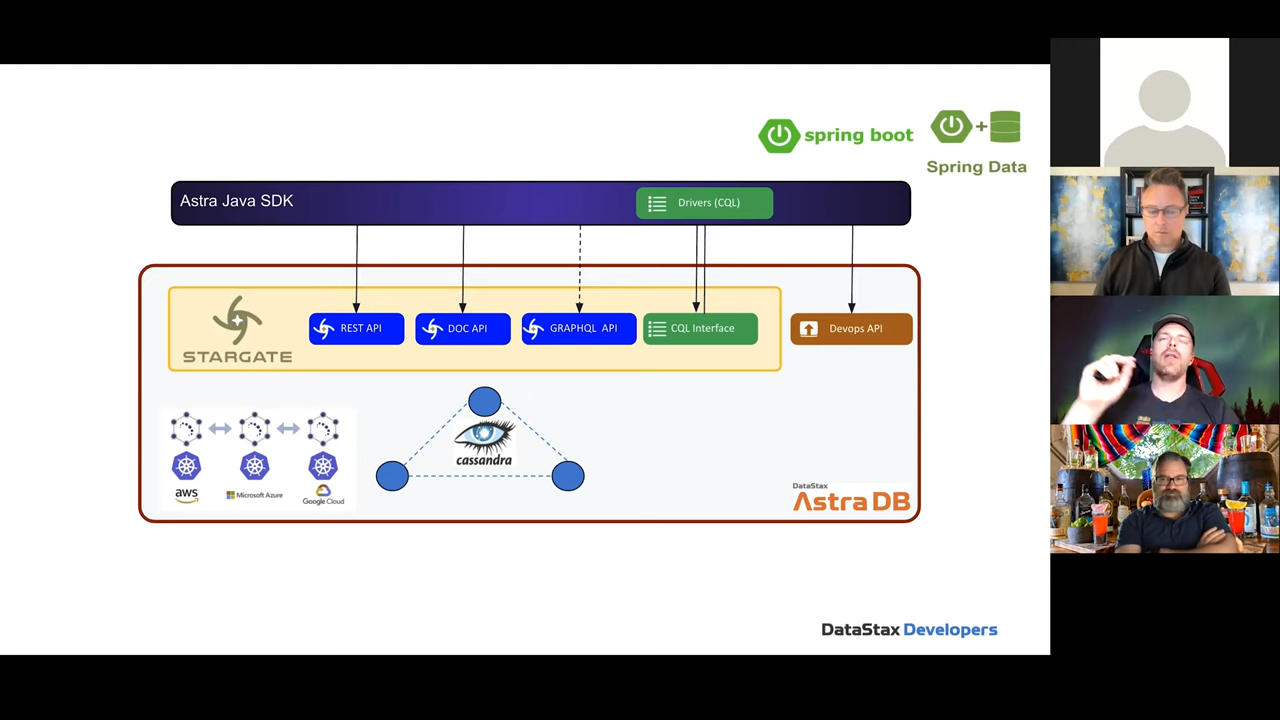 spring boot
Spring Data
Astra Java SDK
Drivers (CQL)
STARGATE
REST API
DOC API
GRAPHQL API
CQL Interface
Devops API
cassandra
aws
Microsoft Azure
Google Cloud
DataStax
Astra DB
DataStax Developers